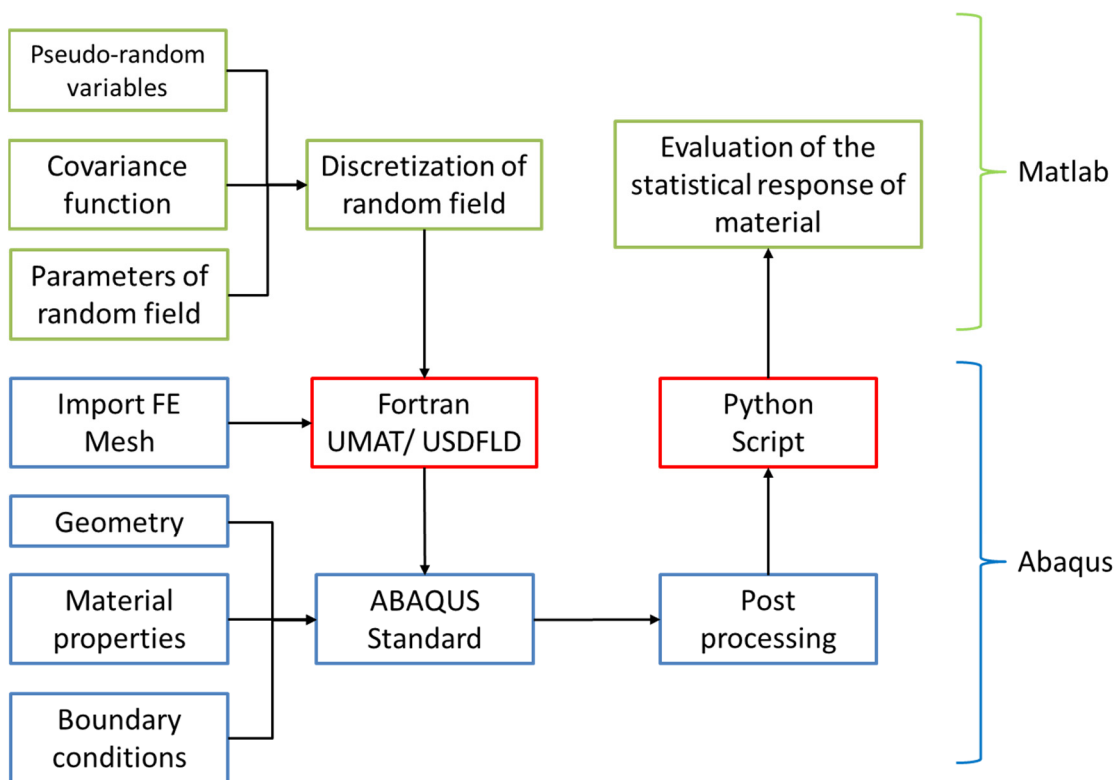 Pseudo-random
variables
Covariance
function
Parameters of
random field
Discretization of
random field
Evaluation of the
statistical response of
material
Matlab
Import FE
Mesh
Fortran
UMAT/ USDFLD
Python
Script
Geometry
Material
properties
Boundary
conditions
ABAQUS
Standard
Post
processing
Abaqus